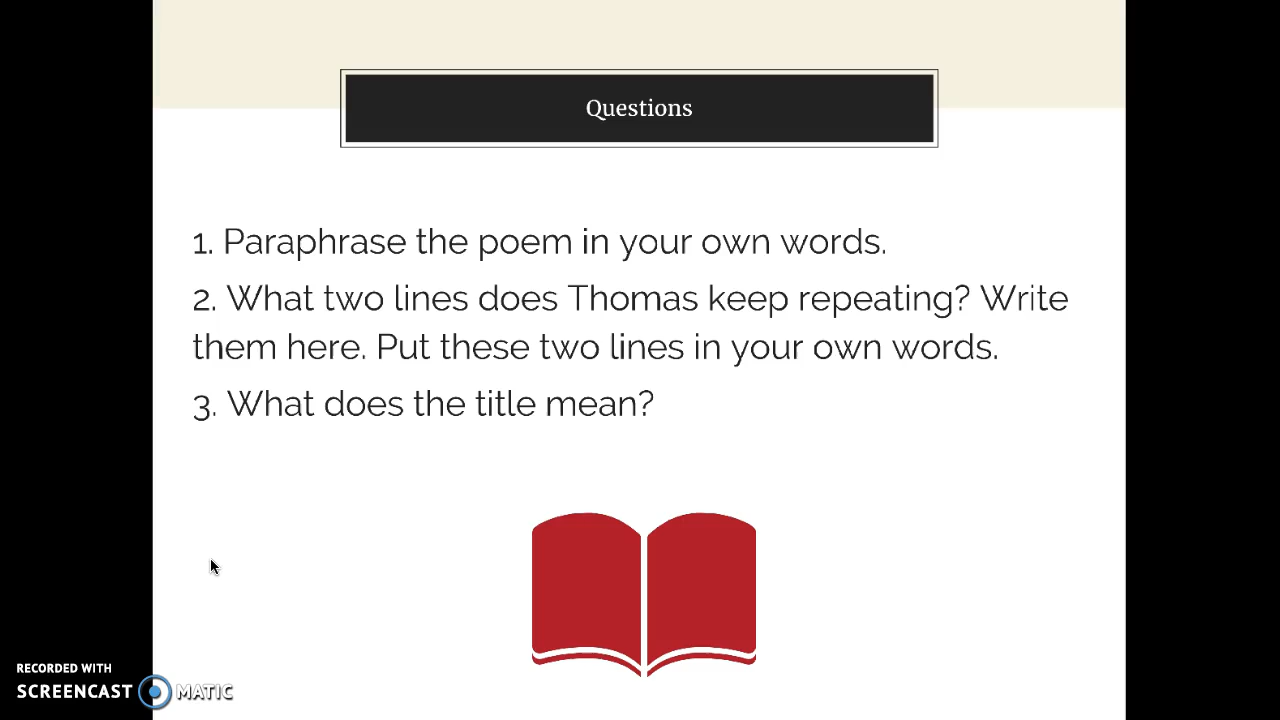 Questions
1. Paraphrase the poem in your own words.
2. What two lines does Thomas keep repeating? Write
them here. Put these two lines in your own words.
3. What does the title mean?
RECORDED WITH
SCREENCAST MATIC